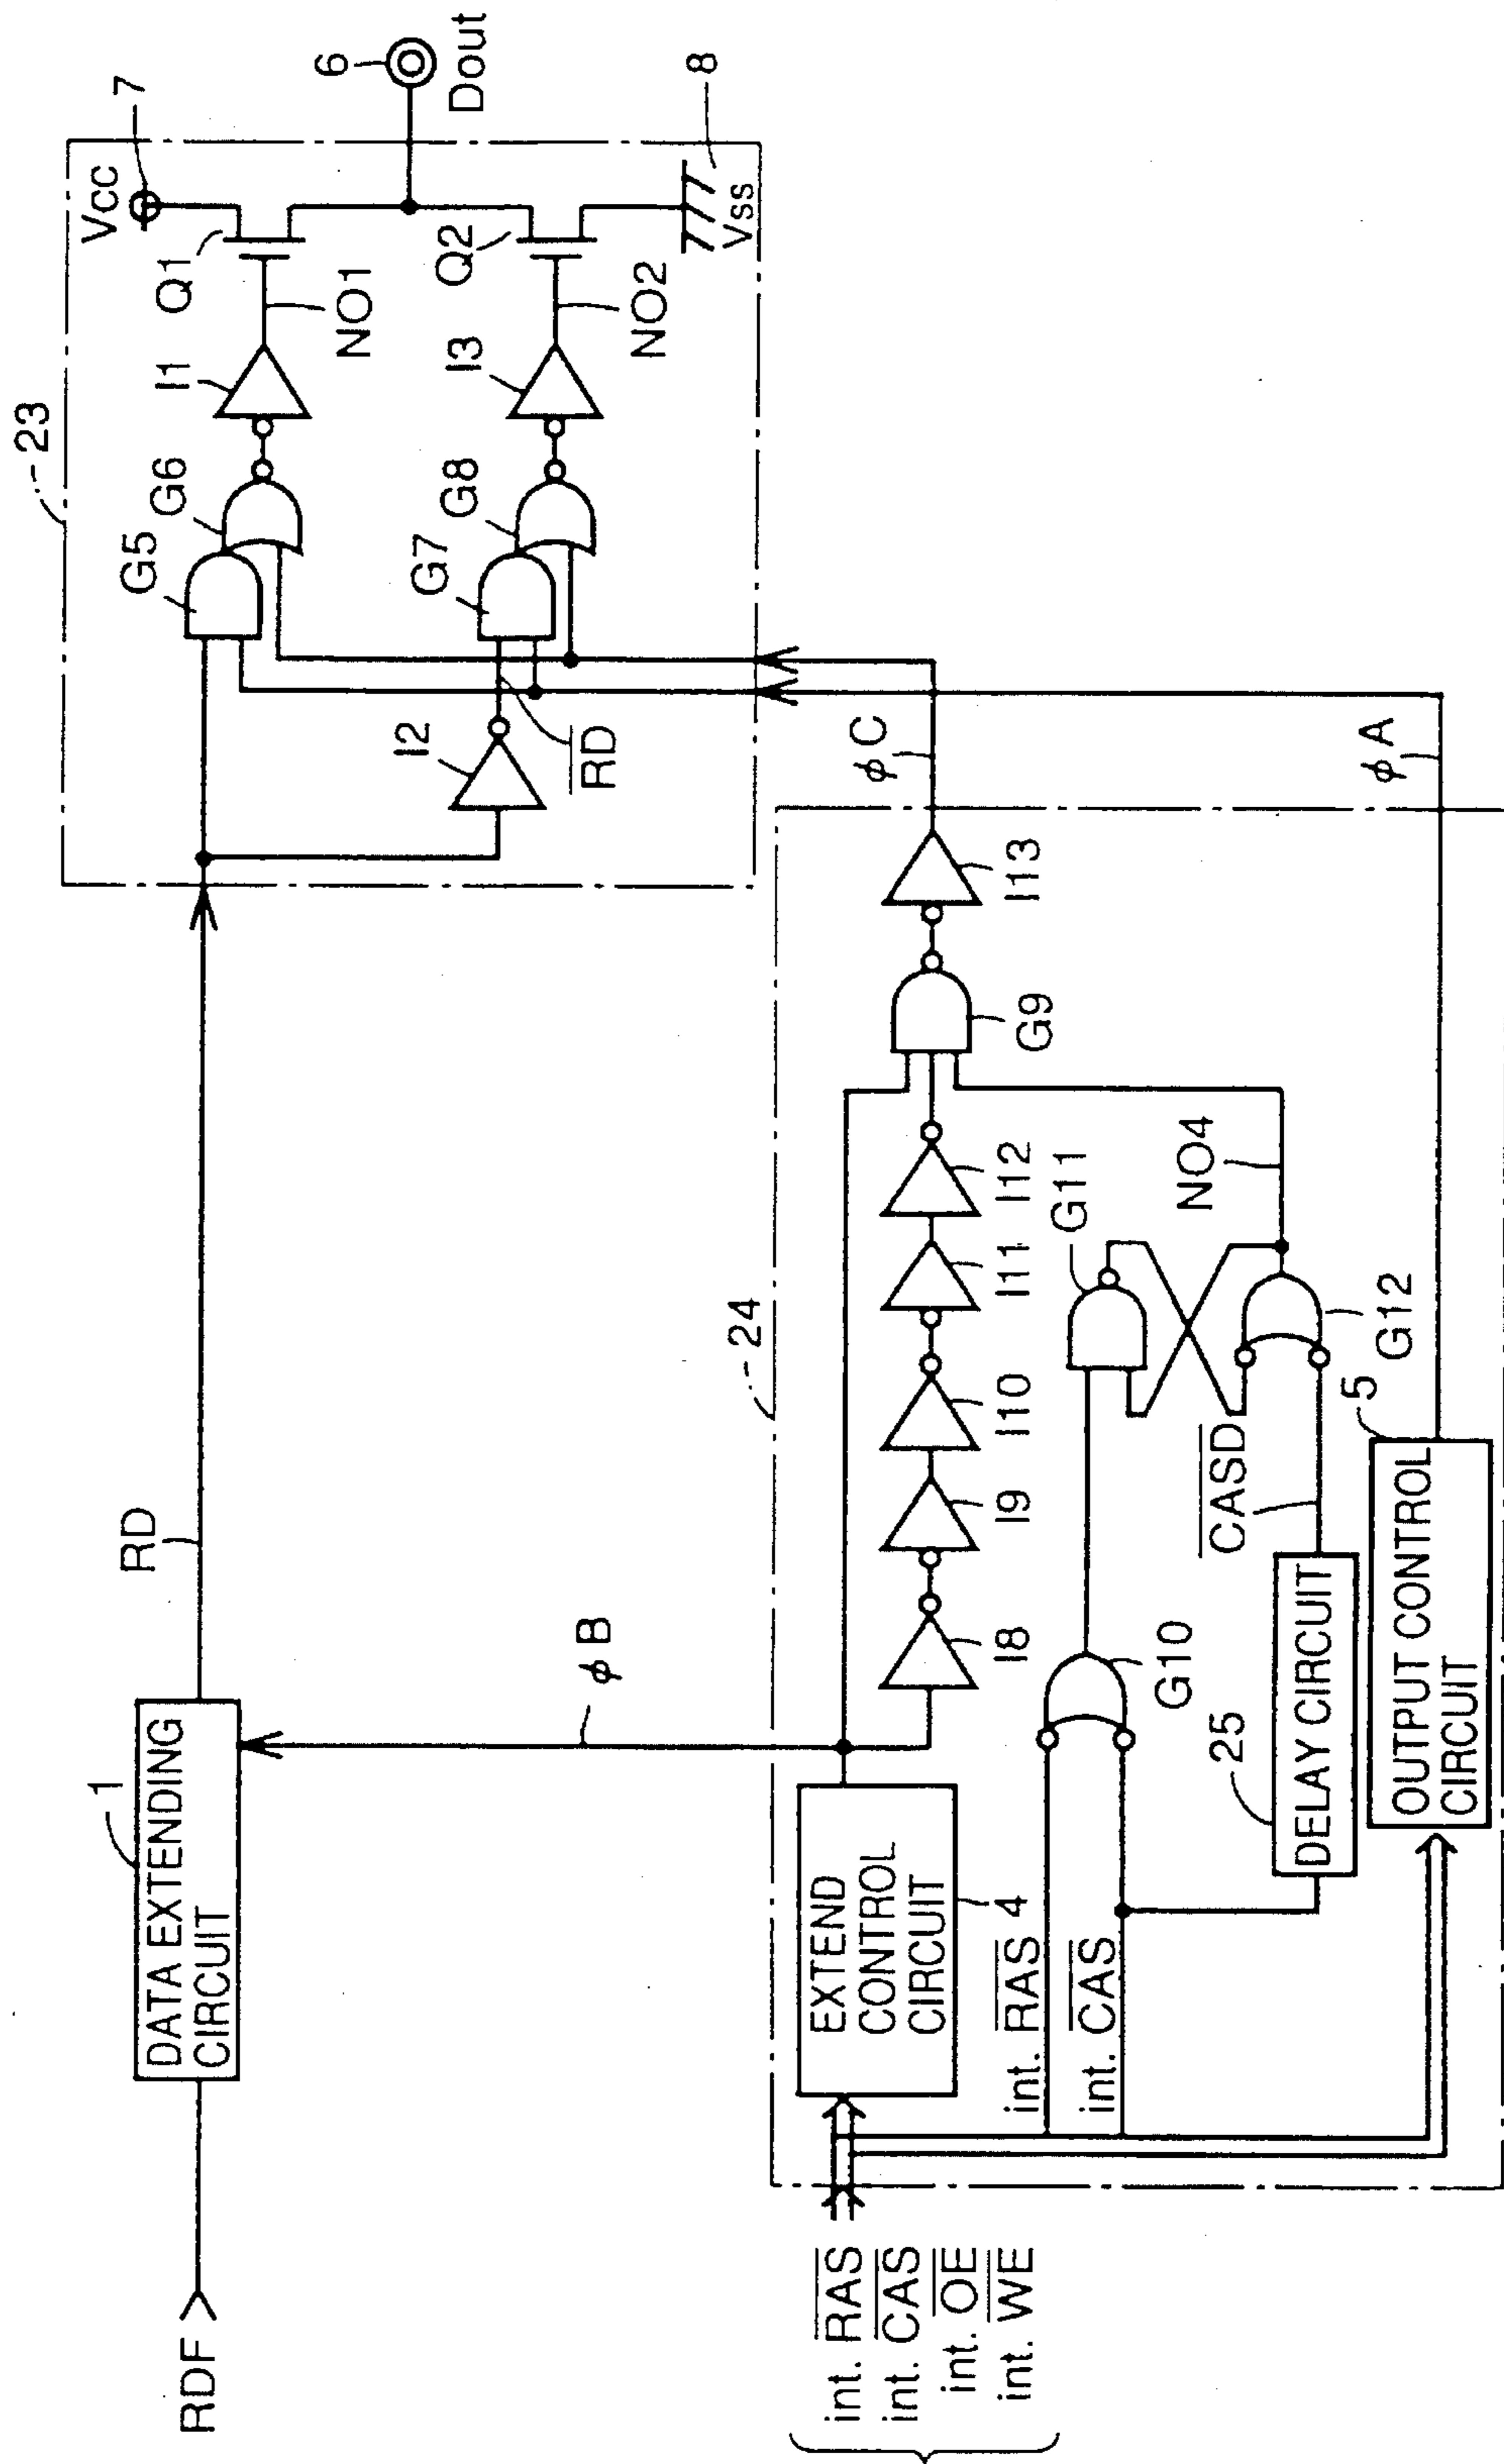 RDF
1
DATA EXTENDING
CIRCUIT
RD
φB
23
G5
G6
I1
NO1
Q1
Vcc
7
6
Dout
I2
RD
G7
G8
I3
NO2
Q2
Vss
8
int. RAS
int. CAS
int. OE
int. WE
24
EXTEND
CONTROL
CIRCUIT
4
I8
I9
I10
I11
I12
G9
I13
φC
int. RAS
int. CAS
G10
G11
NO4
25
DELAY CIRCUIT
CASD
G12
5
OUTPUT CONTROL
CIRCUIT
φA